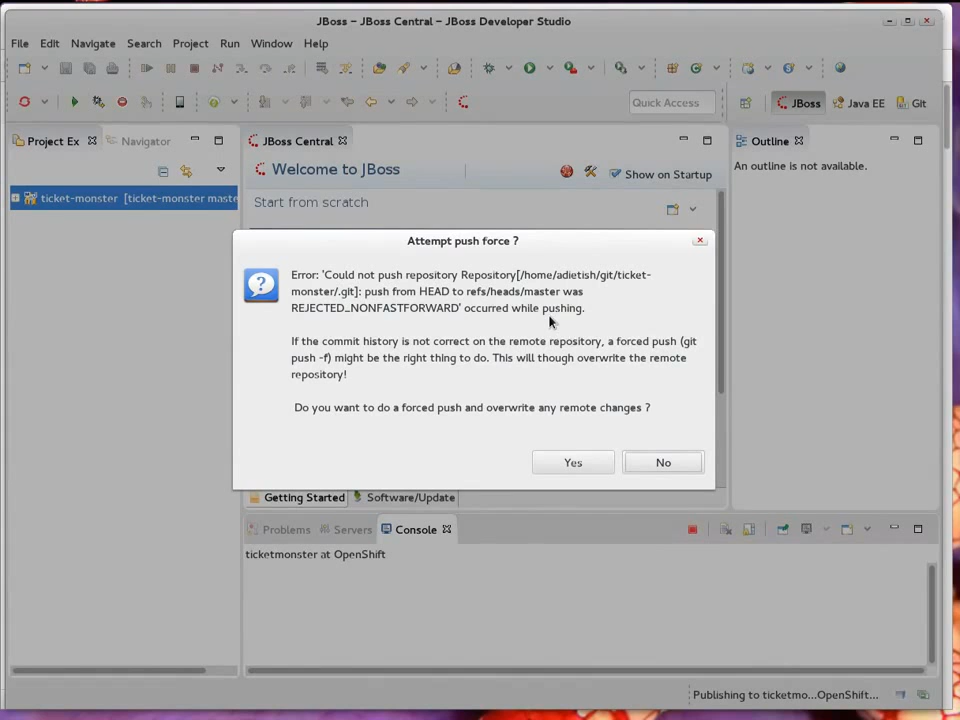 JBoss – JBoss Central – JBoss Developer Studio
File Edit Navigate Search Project Run Window Help
Quick Access
JBoss Java EE Git
Project Ex Navigator JBoss Central Outline
Welcome to JBoss Show on Startup An outline is not available.
ticket-monster [ticket-monster maste
Start from scratch
Attempt push force ?
Error: 'Could not push repository Repository[/home/adietish/git/ticket-
monster/.git]: push from HEAD to refs/heads/master was
REJECTED_NONFASTFORWARD' occurred while pushing.
If the commit history is not correct on the remote repository, a forced push (git
push -f) might be the right thing to do. This will though overwrite the remote
repository!
Do you want to do a forced push and overwrite any remote changes ?
Yes No
Getting Started Software/Update
Problems Servers Console
ticketmonster at OpenShift
Publishing to ticketmo...OpenShift...